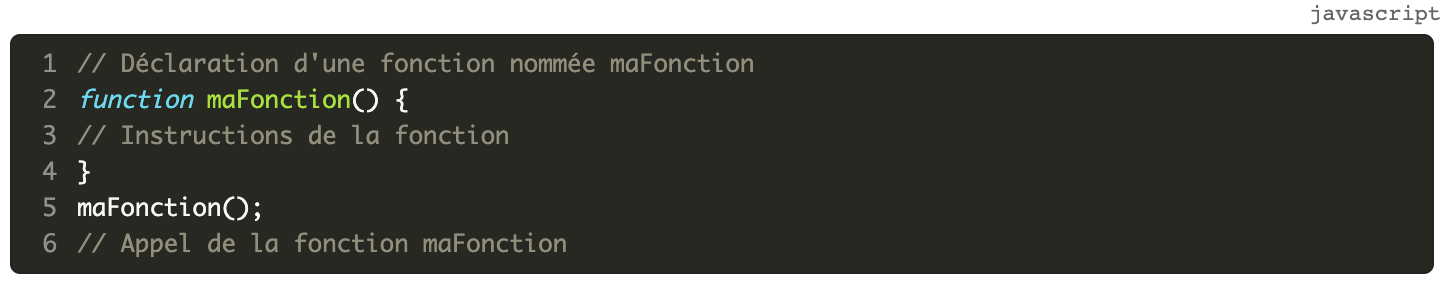 javascript
1 // Déclaration d'une fonction nommée maFonction
2 function maFonction() {
3 // Instructions de la fonction
4 }
5 maFonction();
6 // Appel de la fonction maFonction